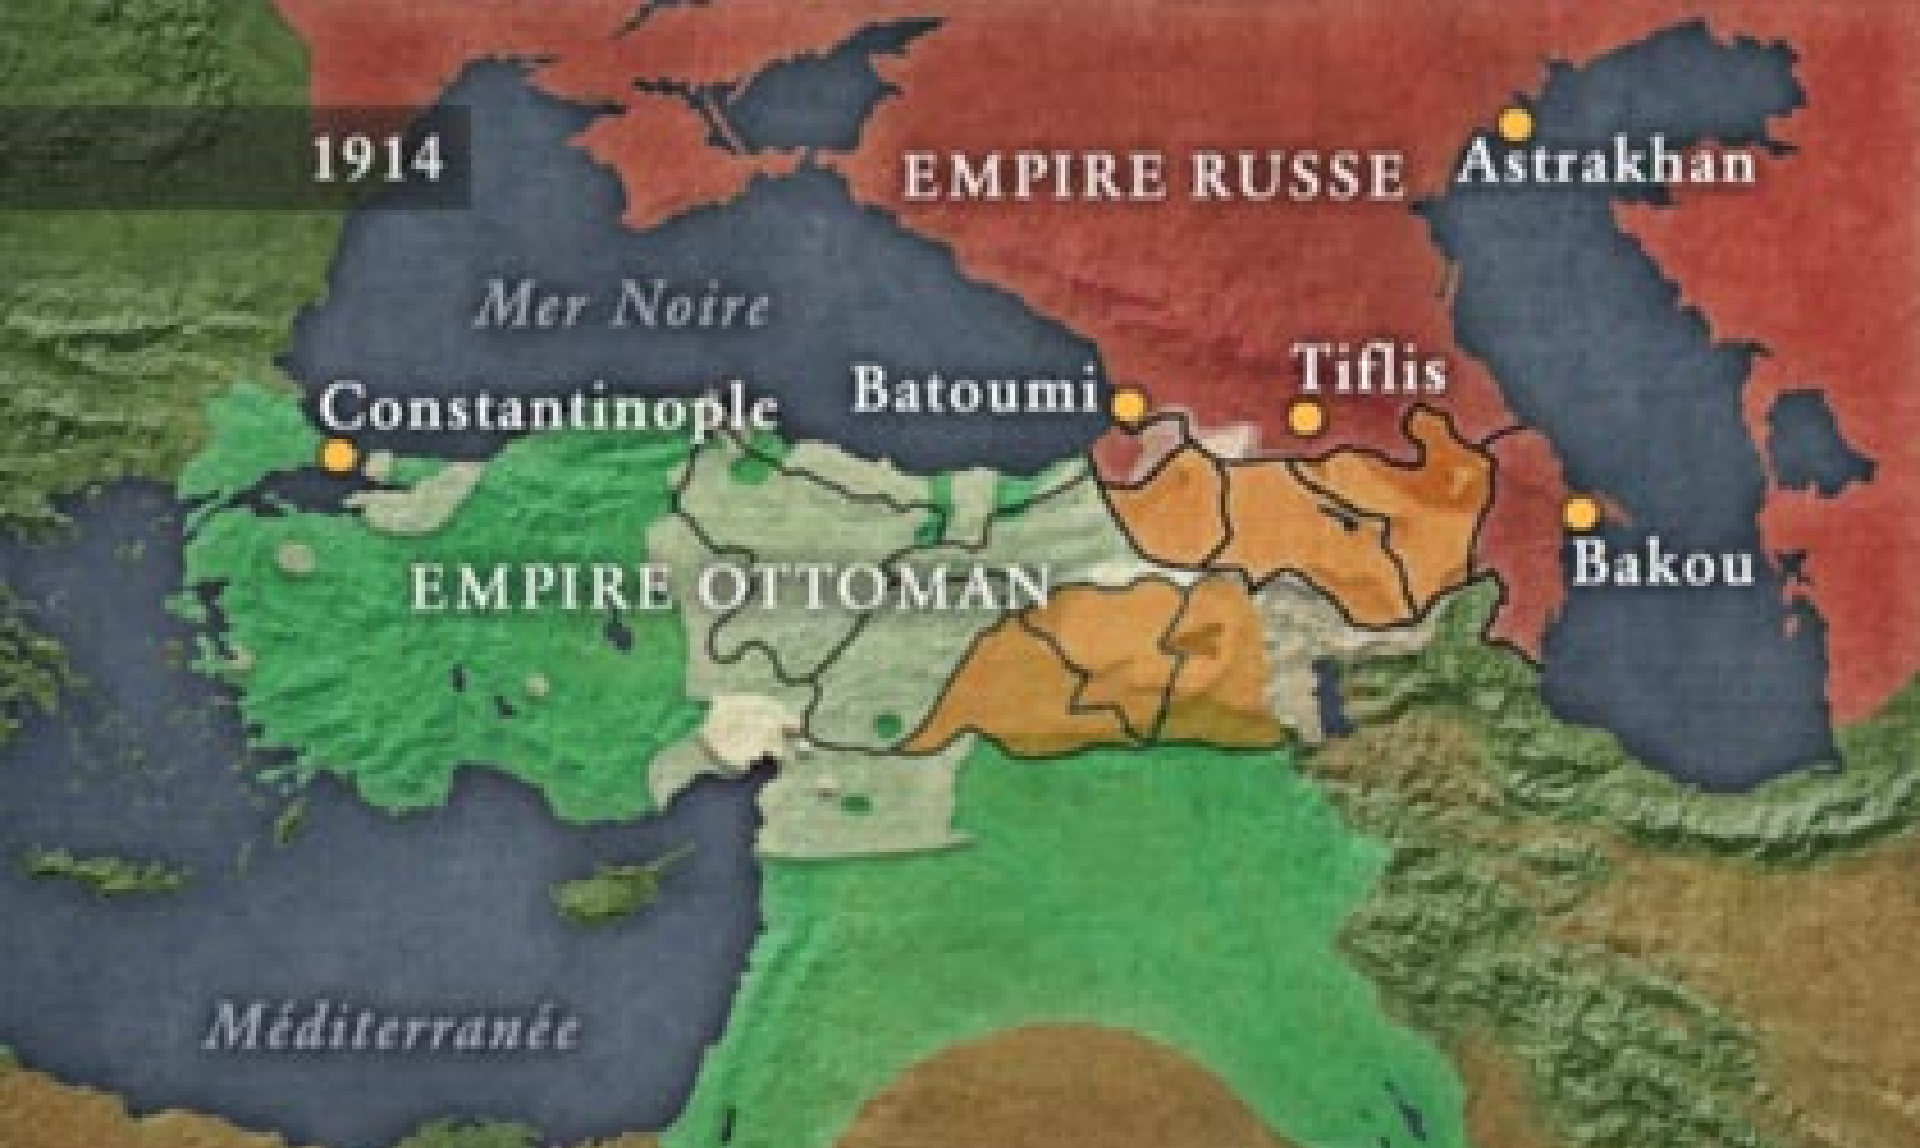 1914
EMPIRE RUSSE
Astrakhan
Mer Noire
Tiflis
Batoumi
Constantinople
Bakou
EMPIRE OTTOMAN
Méditerranée